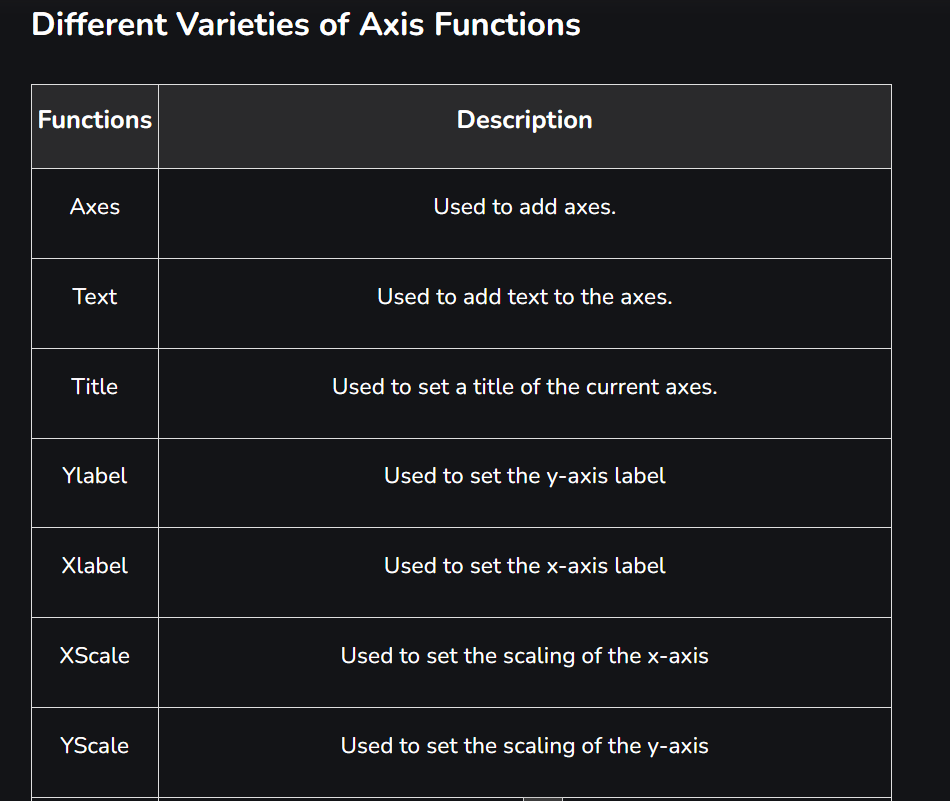 Different Varieties of Axis Functions
Functions Description
Axes Used to add axes.
Text Used to add text to the axes.
Title Used to set a title of the current axes.
Ylabel Used to set the y-axis label
Xlabel Used to set the x-axis label
XScale Used to set the scaling of the x-axis
YScale Used to set the scaling of the y-axis